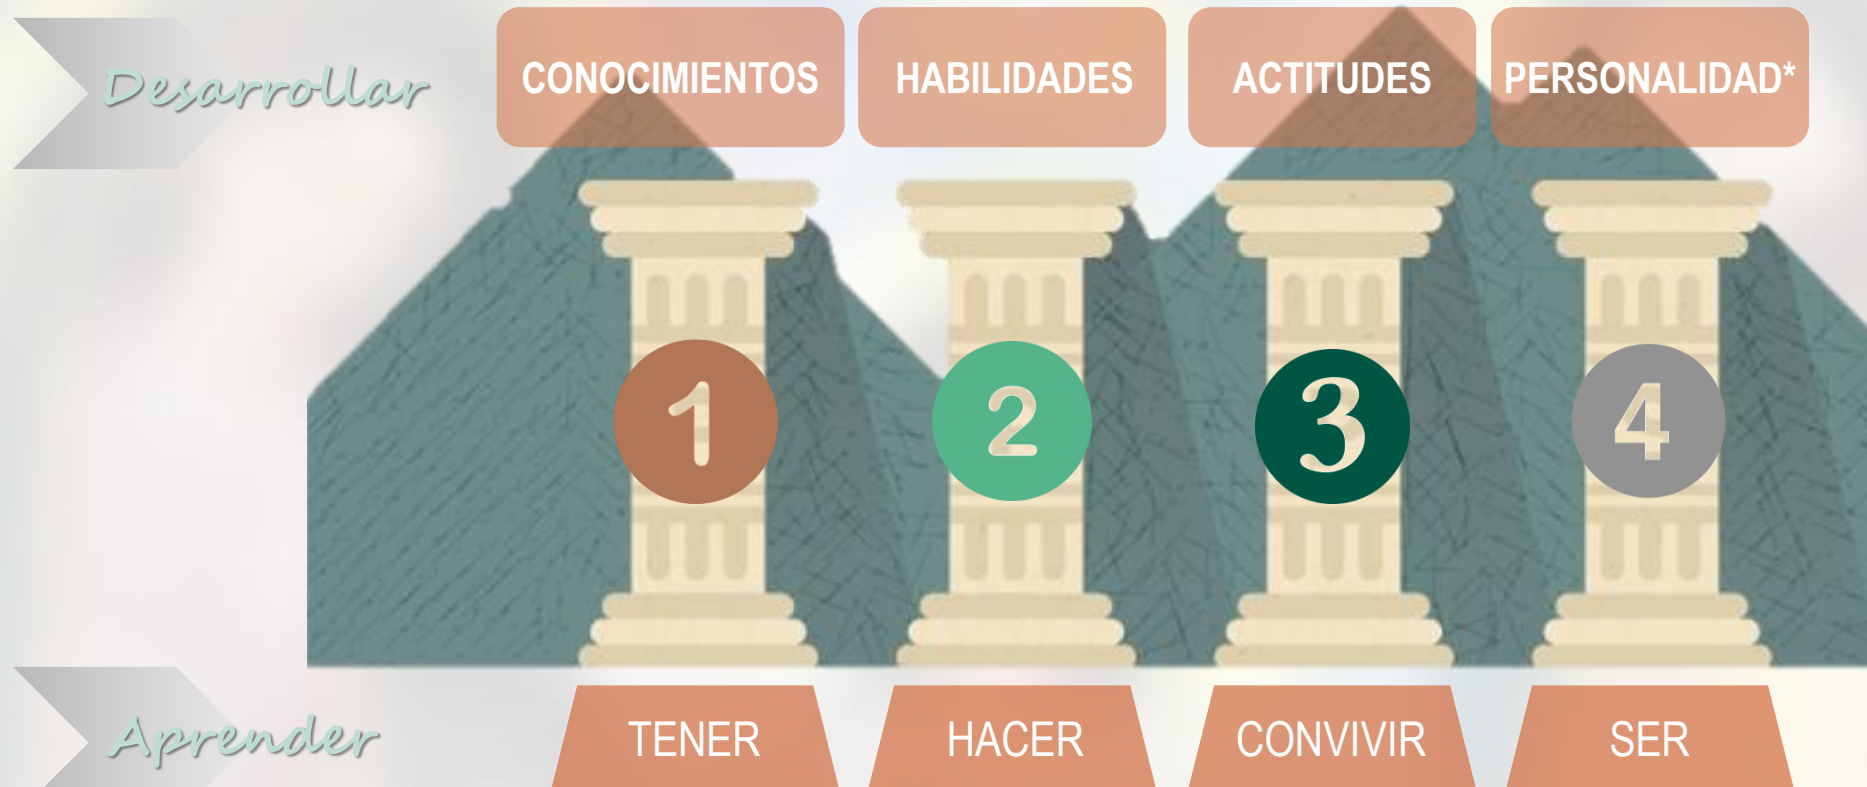 Desarrollar
CONOCIMIENTOS
HABILIDADES
ACTITUDES
PERSONALIDAD*
1
2
3
4
Aprender
TENER
HACER
CONVIVIR
SER